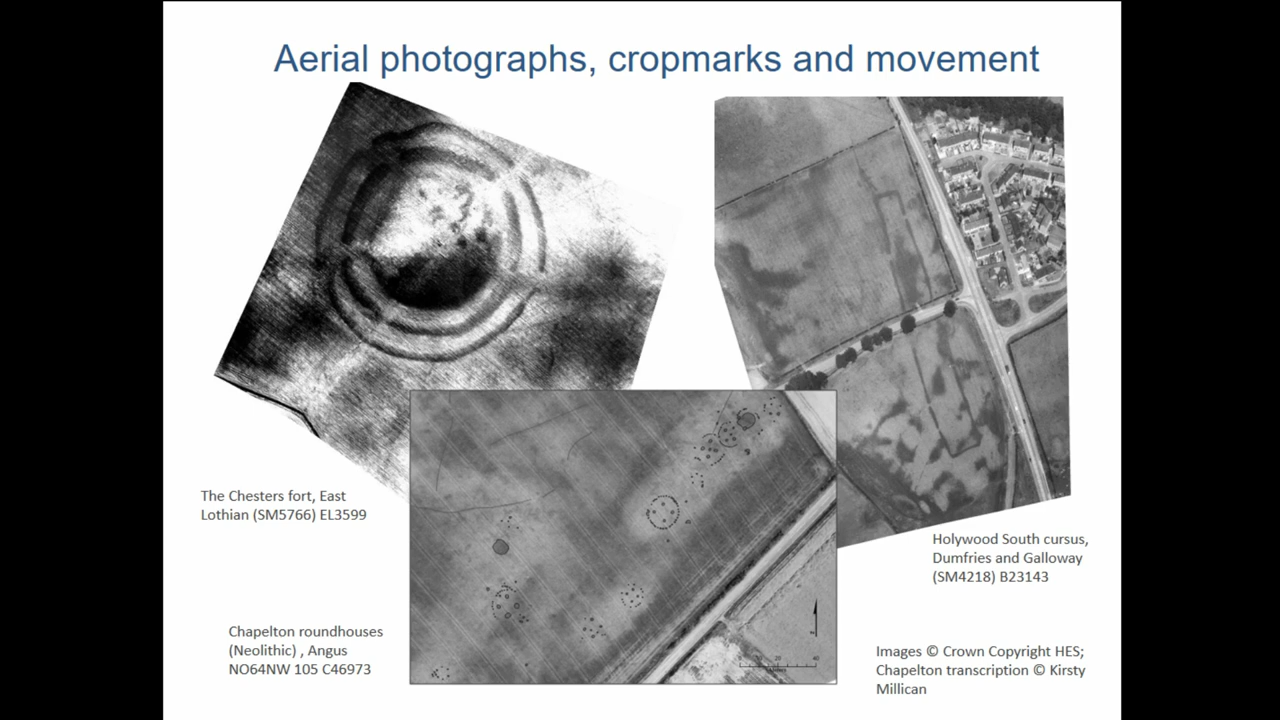 Aerial photographs, cropmarks and movement
The Chesters fort, East
Lothian (SM5766) EL3599
Holywood South cursus,
Dumfries and Galloway
(SM4218) B23143
Chapelton roundhouses
(Neolithic) , Angus
NO64NW 105 C46973
Images © Crown Copyright HES;
Chapelton transcription © Kirsty
Millican